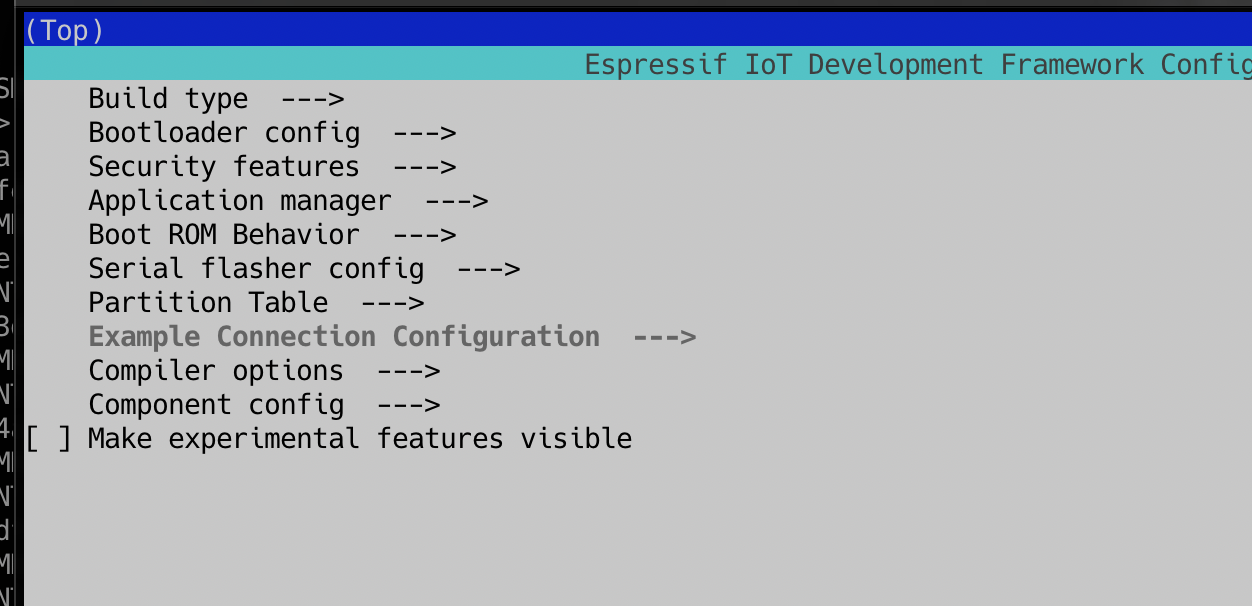 (Top)
Espressif IoT Development Framework Config
Build type  --->
Bootloader config  --->
Security features  --->
Application manager  --->
Boot ROM Behavior  --->
Serial flasher config  --->
Partition Table  --->
Example Connection Configuration  --->
Compiler options  --->
Component config  --->
[ ] Make experimental features visible